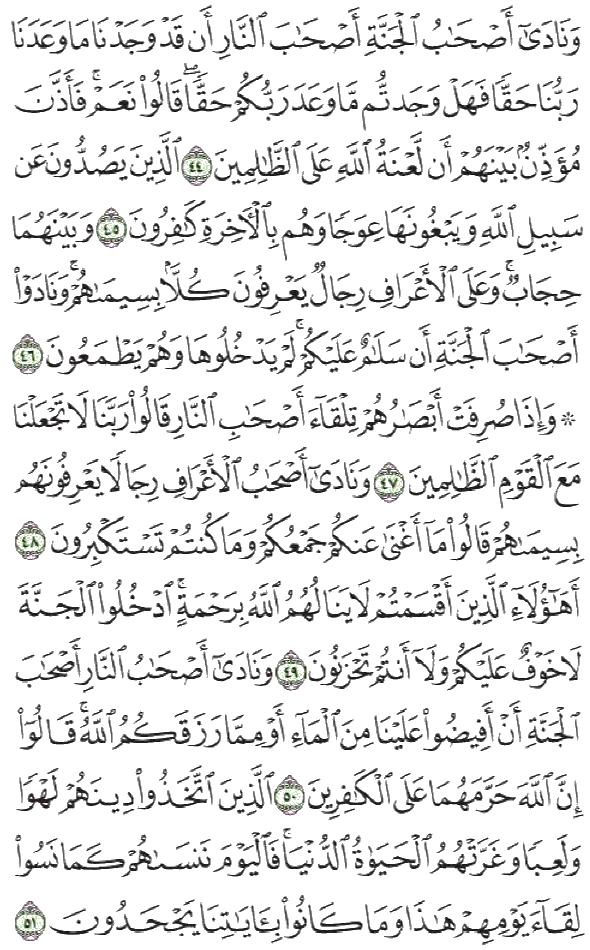 وَنَادَىٰٓ أَصْحَٰبُ ٱلْجَنَّةِ أَصْحَٰبَ ٱلنَّارِ أَن قَدْ وَجَدْنَا مَا وَعَدَنَا
رَبُّنَا حَقًّا فَهَلْ وَجَدتُّم مَّا وَعَدَ رَبُّكُمْ حَقًّا ۖ قَالُوا۟ نَعَمْ ۚ فَأَذَّنَ
مُؤَذِّنٌۢ بَيْنَهُمْ أَن لَّعْنَةُ ٱللَّهِ عَلَى ٱلظَّٰلِمِينَ ٤٤ ٱلَّذِينَ يَصُدُّونَ عَن
سَبِيلِ ٱللَّهِ وَيَبْغُونَهَا عِوَجًا وَهُم بِٱلْءَاخِرَةِ كَٰفِرُونَ ٤٥ وَبَيْنَهُمَا
حِجَابٌ ۚ وَعَلَى ٱلْأَعْرَافِ رِجَالٌ يَعْرِفُونَ كُلًّۢا بِسِيمَىٰهُمْ ۚ وَنَادَوْا۟
أَصْحَٰبَ ٱلْجَنَّةِ أَن سَلَٰمٌ عَلَيْكُمْ ۚ لَمْ يَدْخُلُوهَا وَهُمْ يَطْمَعُونَ ٤٦
* وَإِذَا صُرِفَتْ أَبْصَٰرُهُمْ تِلْقَآءَ أَصْحَٰبِ ٱلنَّارِ قَالُوا۟ رَبَّنَا لَا تَجْعَلْنَا
مَعَ ٱلْقَوْمِ ٱلظَّٰلِمِينَ ٤٧ وَنَادَىٰٓ أَصْحَٰبُ ٱلْأَعْرَافِ رِجَالًا يَعْرِفُونَهُم
بِسِيمَىٰهُمْ قَالُوا۟ مَآ أَغْنَىٰ عَنكُمْ جَمْعُكُمْ وَمَا كُنتُمْ تَسْتَكْبِرُونَ ٤٨
أَهَٰٓؤُلَآءِ ٱلَّذِينَ أَقْسَمْتُمْ لَا يَنَالُهُمُ ٱللَّهُ بِرَحْمَةٍ ۚ ٱدْخُلُوا۟ ٱلْجَنَّةَ
لَا خَوْفٌ عَلَيْكُمْ وَلَآ أَنتُمْ تَحْزَنُونَ ٤٩ وَنَادَىٰٓ أَصْحَٰبُ ٱلنَّارِ أَصْحَٰبَ
ٱلْجَنَّةِ أَنْ أَفِيضُوا۟ عَلَيْنَا مِنَ ٱلْمَآءِ أَوْ مِمَّا رَزَقَكُمُ ٱللَّهُ ۚ قَالُوٓا۟
إِنَّ ٱللَّهَ حَرَّمَهُمَا عَلَى ٱلْكَٰفِرِينَ ٥٠ ٱلَّذِينَ ٱتَّخَذُوا۟ دِينَهُمْ لَهْوًا
وَلَعِبًا وَغَرَّتْهُمُ ٱلْحَيَوٰةُ ٱلدُّنْيَا ۚ فَٱلْيَوْمَ نَنسَىٰهُمْ كَمَا نَسُوا۟
لِقَآءَ يَوْمِهِمْ هَٰذَا وَمَا كَانُوا۟ بِـَٔايَٰتِنَا يَجْحَدُونَ ٥١